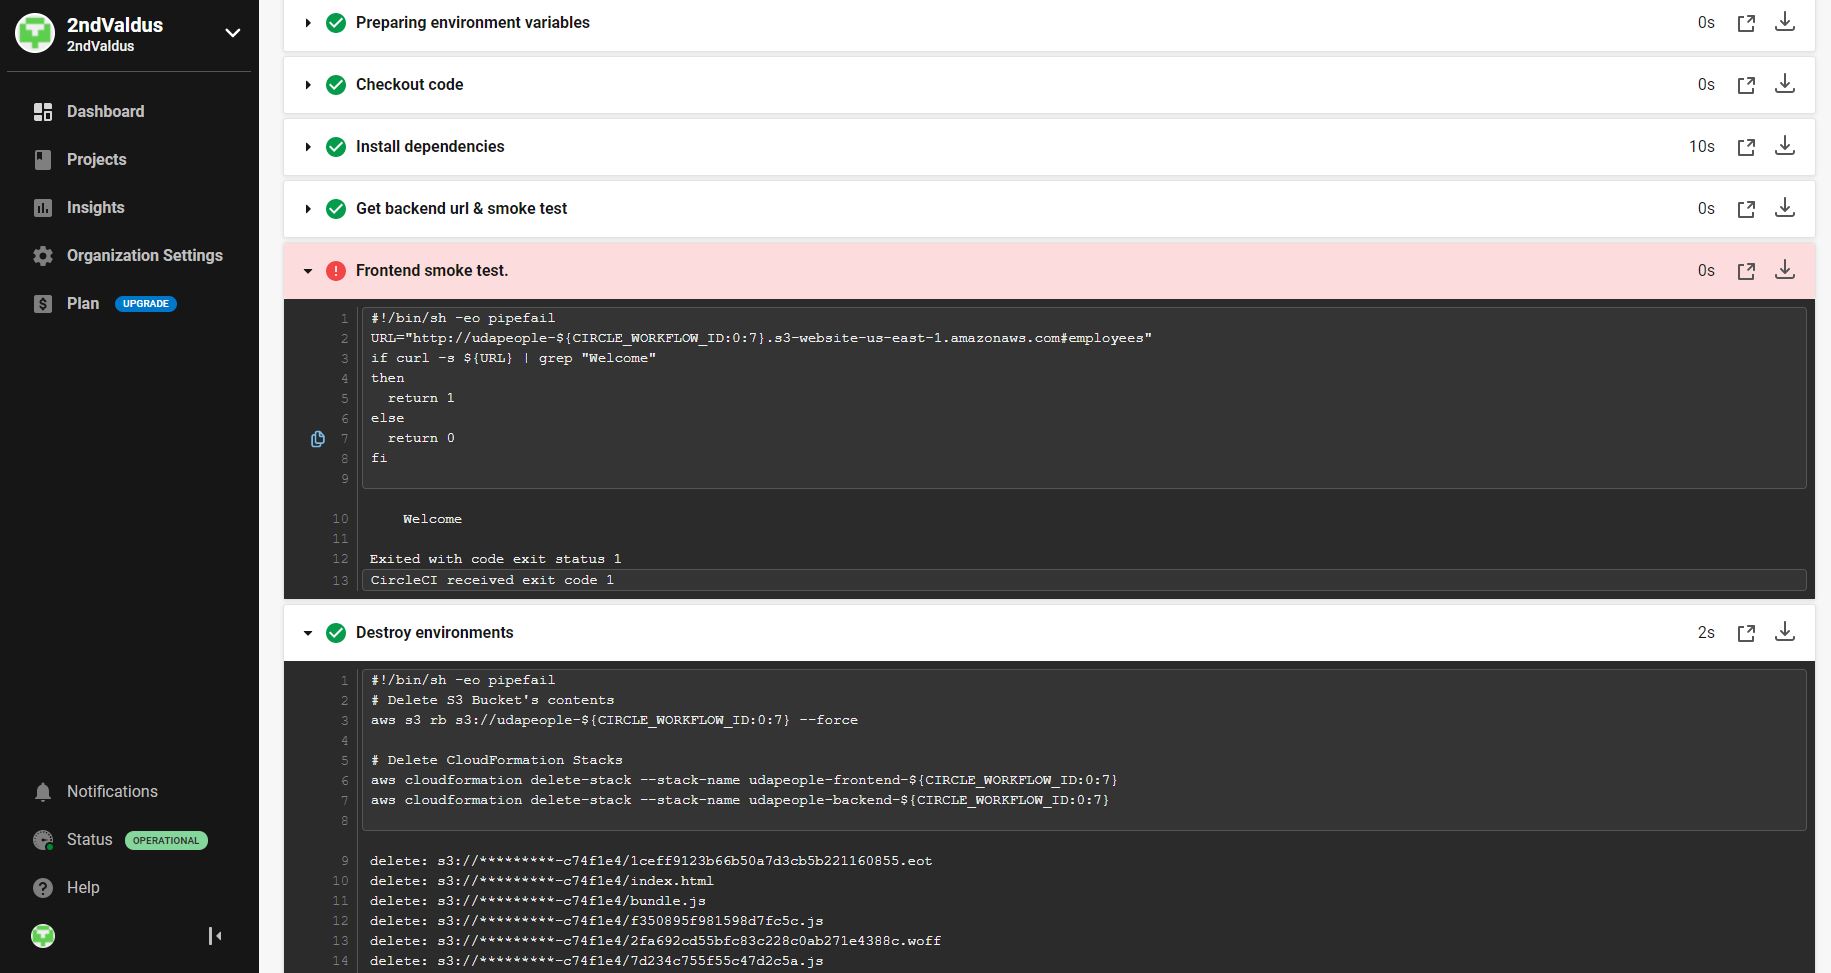 2ndValdus
2ndValdus
Dashboard
Projects
Insights
Organization Settings
Plan UPGRADE
Notifications
Status OPERATIONAL
Help
Preparing environment variables 0s
Checkout code 0s
Install dependencies 10s
Get backend url & smoke test 0s
Frontend smoke test. 0s
1 #!/bin/sh -eo pipefail
2 URL="http://udapeople-${CIRCLE_WORKFLOW_ID:0:7}.s3-website-us-east-1.amazonaws.com#employees"
3 if curl -s ${URL} | grep "Welcome"
4 then
5 return 1
6 else
7 return 0
8 fi
9
10 Welcome
11
12 Exited with code exit status 1
13 CircleCI received exit code 1
Destroy environments 2s
1 #!/bin/sh -eo pipefail
2 # Delete S3 Bucket's contents
3 aws s3 rb s3://udapeople-${CIRCLE_WORKFLOW_ID:0:7} --force
4
5 # Delete CloudFormation Stacks
6 aws cloudformation delete-stack --stack-name udapeople-frontend-${CIRCLE_WORKFLOW_ID:0:7}
7 aws cloudformation delete-stack --stack-name udapeople-backend-${CIRCLE_WORKFLOW_ID:0:7}
8
9 delete: s3://*********-c74f1e4/1ceff9123b66b50a7d3cb5b221160855.eot
10 delete: s3://*********-c74f1e4/index.html
11 delete: s3://*********-c74f1e4/bundle.js
12 delete: s3://*********-c74f1e4/f350895f981598d7fc5c.js
13 delete: s3://*********-c74f1e4/2fa692cd55bfc83c228c0ab271e4388c.woff
14 delete: s3://*********-c74f1e4/7d234c755f55c47d2c5a.js